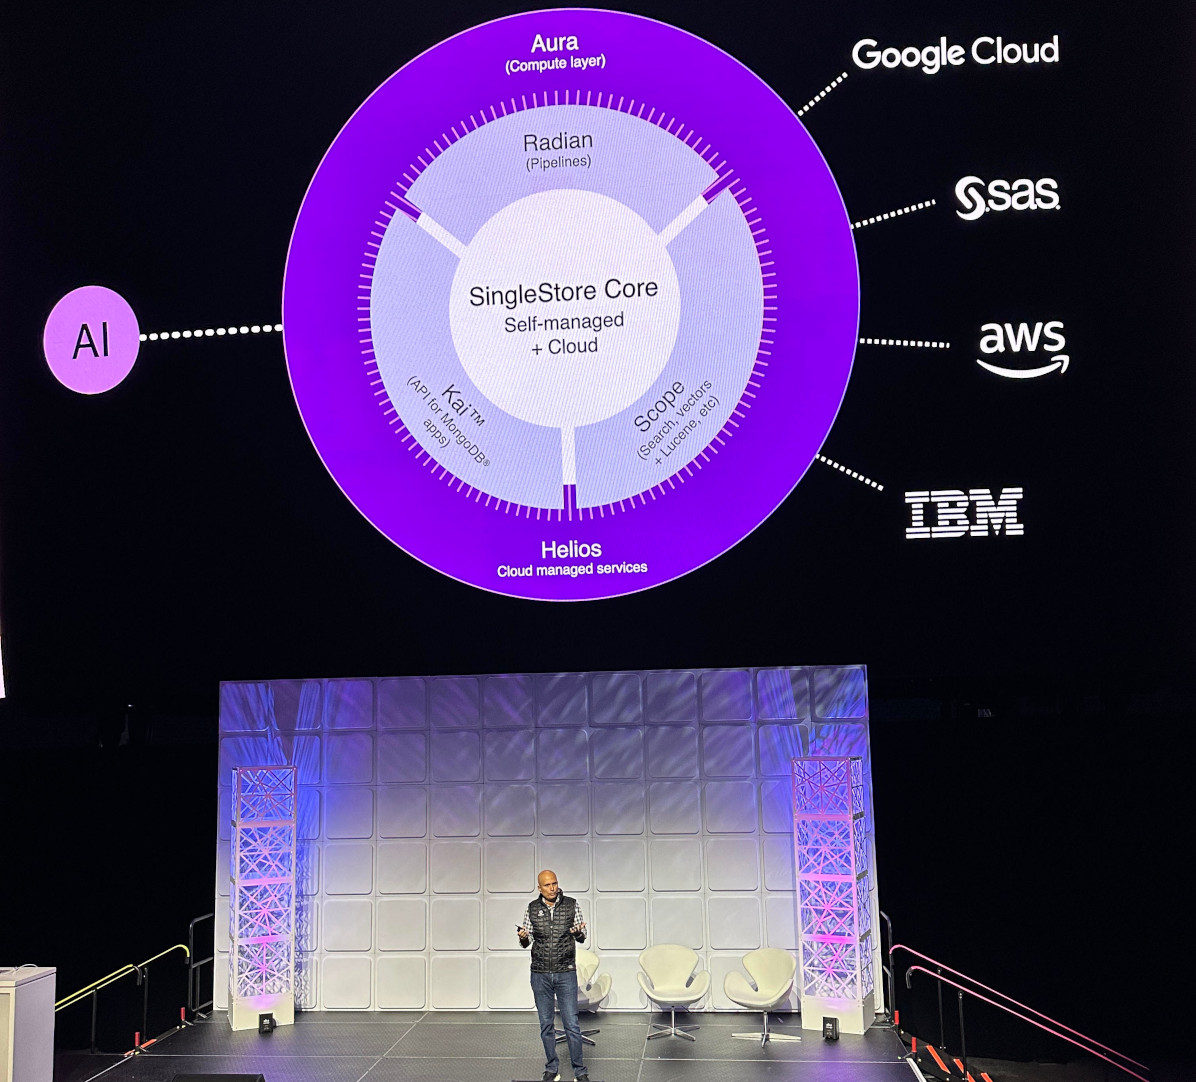 Aura
(Compute layer)
Radian
(Pipelines)
SingleStore Core
Self-managed
+ Cloud
Kai™
(API for MongoDB®
apps)
Scope
(Search, vectors
+ Lucene, etc)
Helios
Cloud managed services
AI
Google Cloud
sas.
aws
IBM